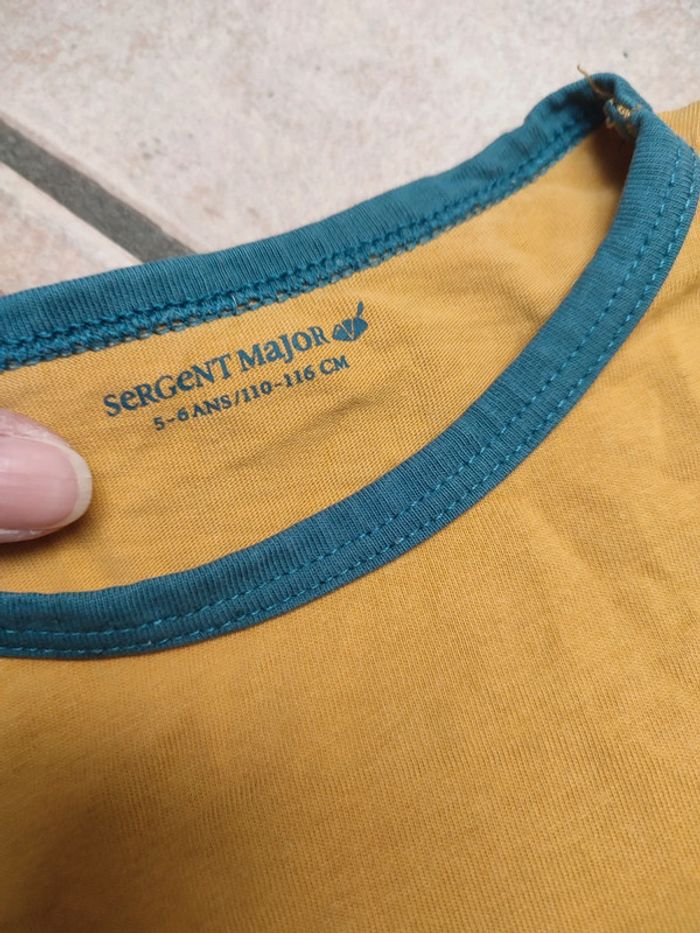 SeRGeNT MajoR
5-6 ANS/110-116 CM